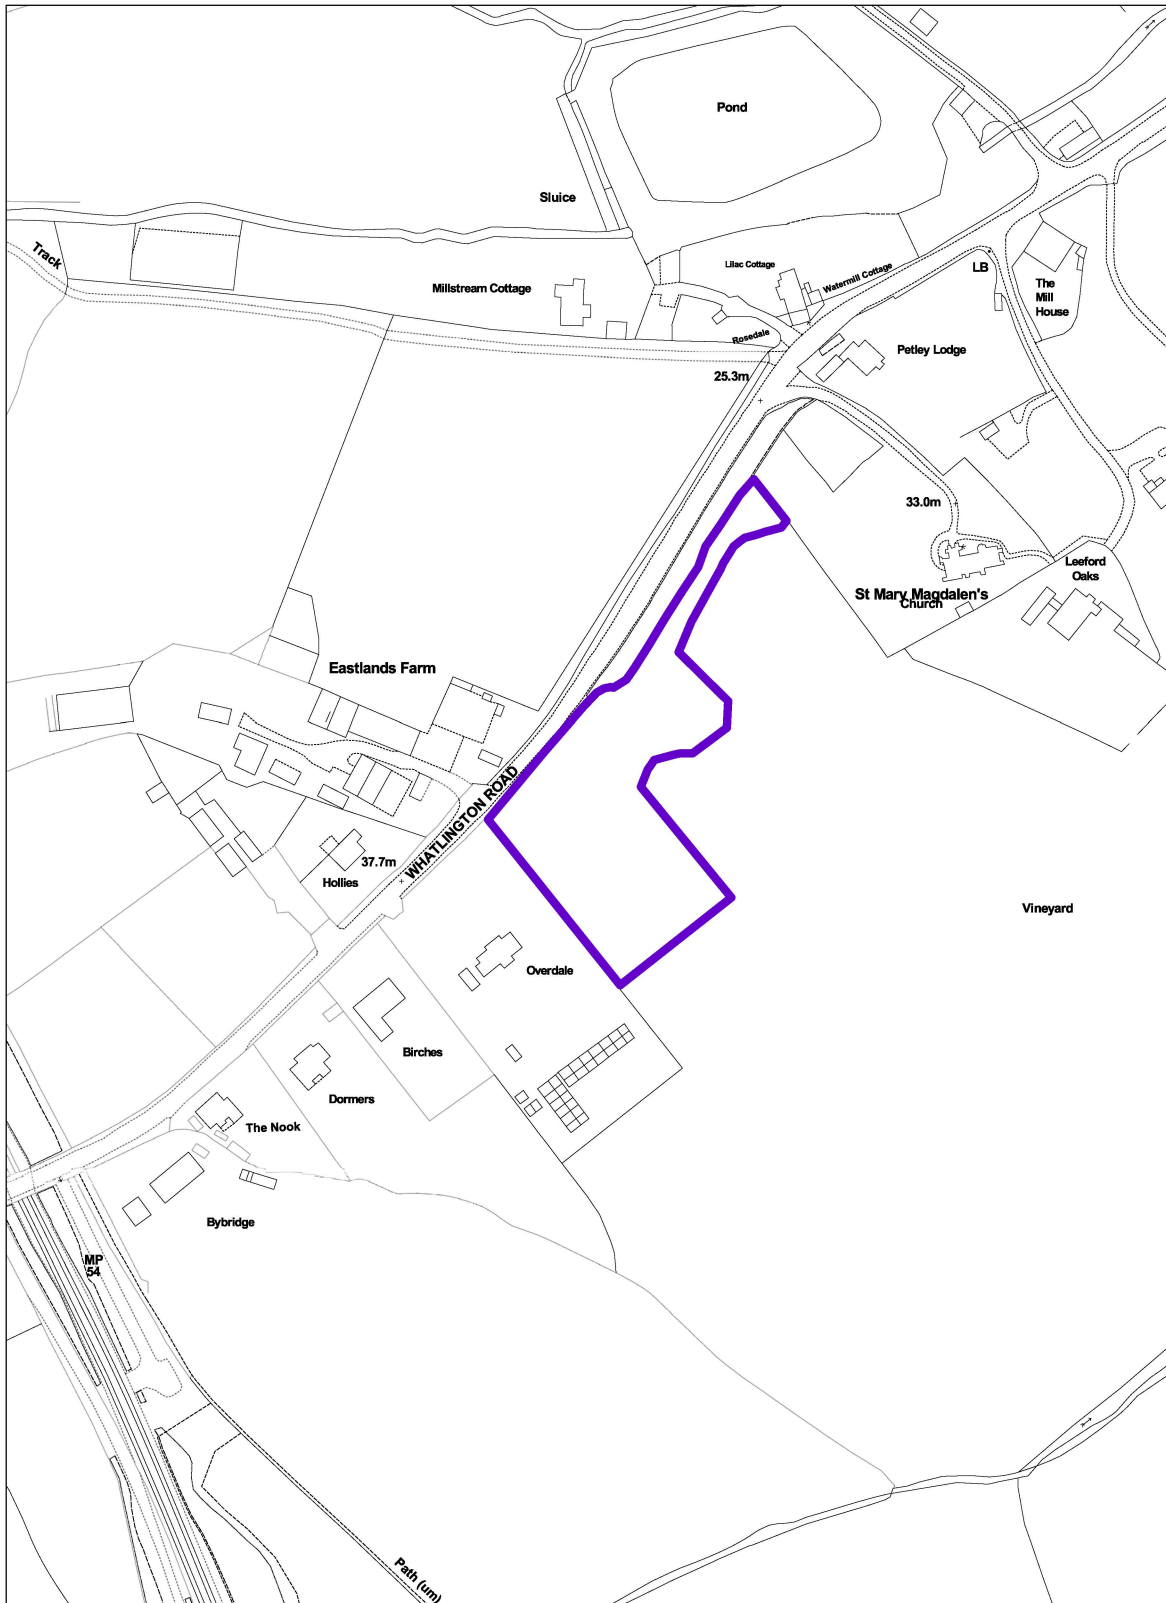 Pond
Sluice
Track
Lilac Cottage
Watermill Cottage
LB
The
Mill
House
Millstream Cottage
Rosedale
Petley Lodge
25.3m
33.0m
Leeford
Oaks
St Mary Magdalen's
Church
Eastlands Farm
WHATLINGTON ROAD
37.7m
Hollies
Vineyard
Overdale
Birches
Dormers
The Nook
Bybridge
MP
54
Path (um)